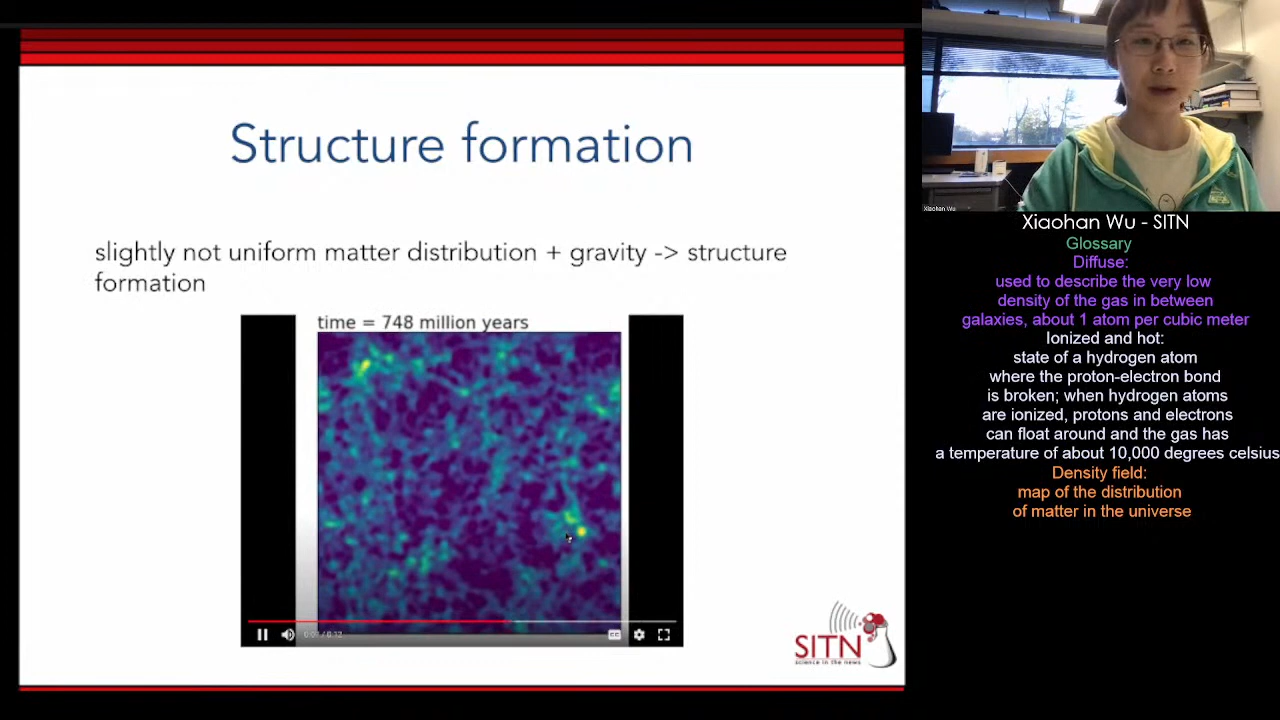 Structure formation
slightly not uniform matter distribution + gravity -> structure
formation
time = 748 million years
SITN
science in the news
Xiaohan Wu
Xiaohan Wu - SITN
Glossary
Diffuse:
used to describe the very low
density of the gas in between
galaxies, about 1 atom per cubic meter
Ionized and hot:
state of a hydrogen atom
where the proton-electron bond
is broken; when hydrogen atoms
are ionized, protons and electrons
can float around and the gas has
a temperature of about 10,000 degrees celsius
Density field:
map of the distribution
of matter in the universe